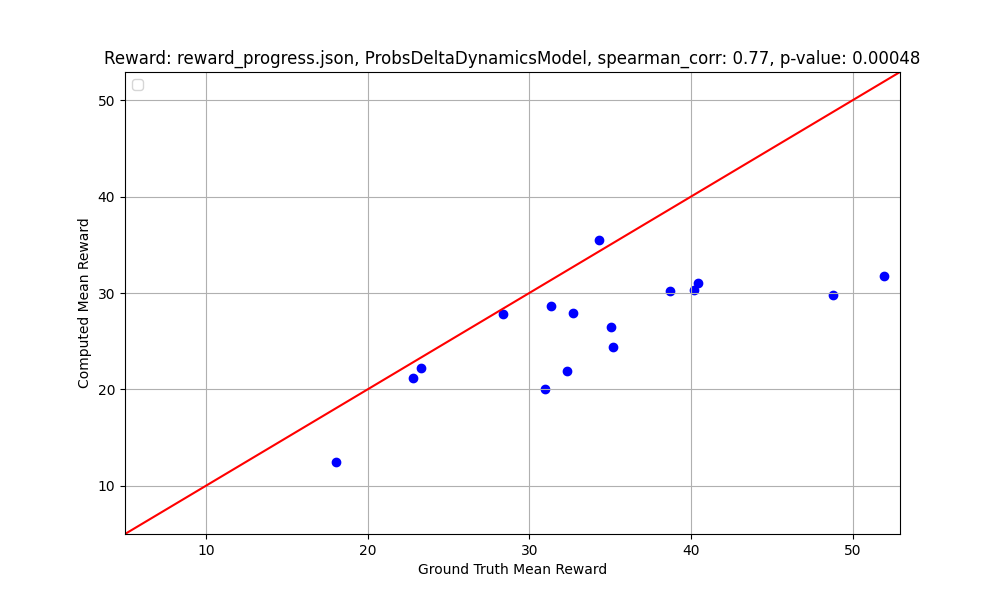 Reward: reward_progress.json, ProbsDeltaDynamicsModel, spearman_corr: 0.77, p-value: 0.00048
50
40
30
20
10
Computed Mean Reward
10 20 30 40 50
Ground Truth Mean Reward